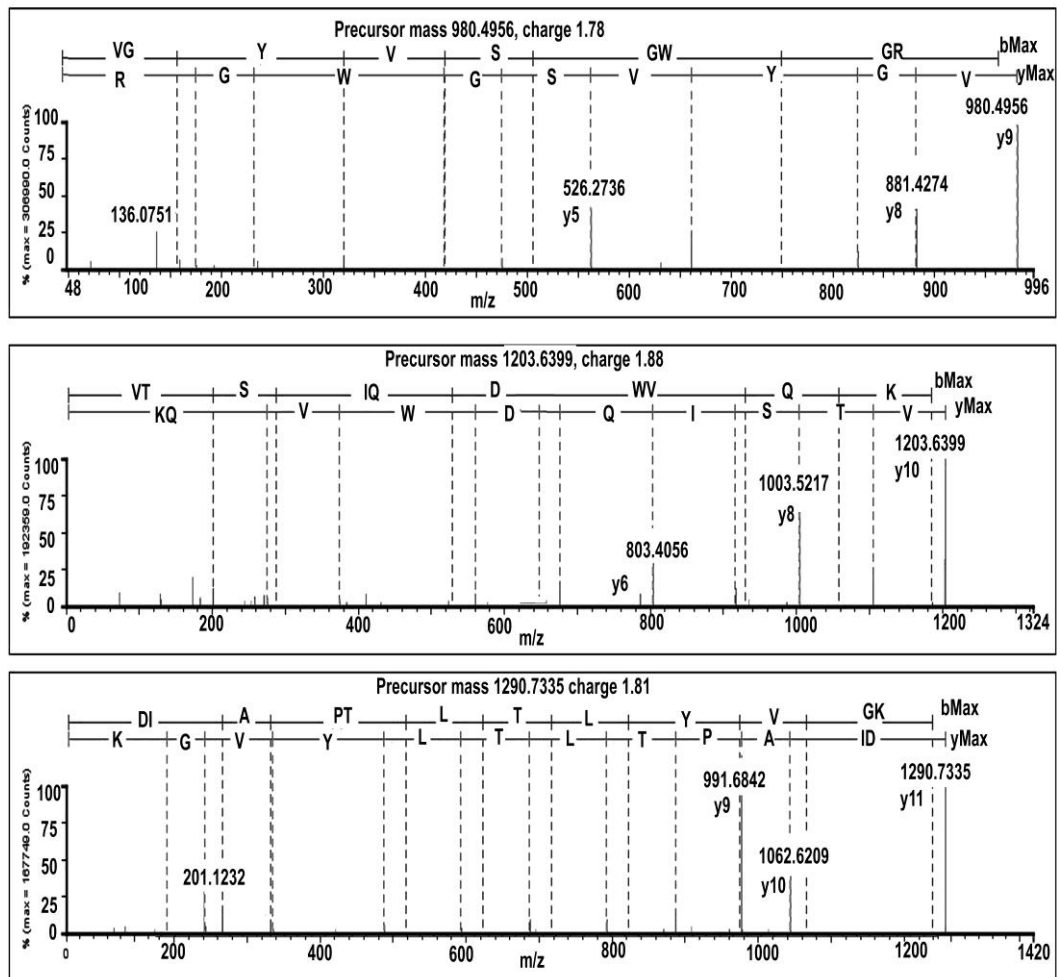 Precursor mass 980.4956, charge 1.78
VG Y V S GW GR bMax
R G W G S V Y G V yMax
980.4956
y9
881.4274
y8
526.2736
y5
136.0751
100
75
50
25
0
% (max = 306990.0 Counts)
48 100 200 300 400 500 600 700 800 900 996
m/z
Precursor mass 1203.6399, charge 1.88
VT S IQ D WV Q K bMax
KQ V W D Q I S T V yMax
1203.6399
y10
1003.5217
y8
803.4056
y6
100
75
50
25
0
% (max = 192359.0 Counts)
0 200 400 600 800 1000 1200 1324
m/z
Precursor mass 1290.7335 charge 1.81
DI A PT L T L Y V GK bMax
K G V Y L T L T P A ID yMax
991.6842
y9
1290.7335
y11
1062.6209
y10
201.1232
100
75
50
25
0
% (max = 167749.0 Counts)
0 200 400 600 800 1000 1200 1420
m/z